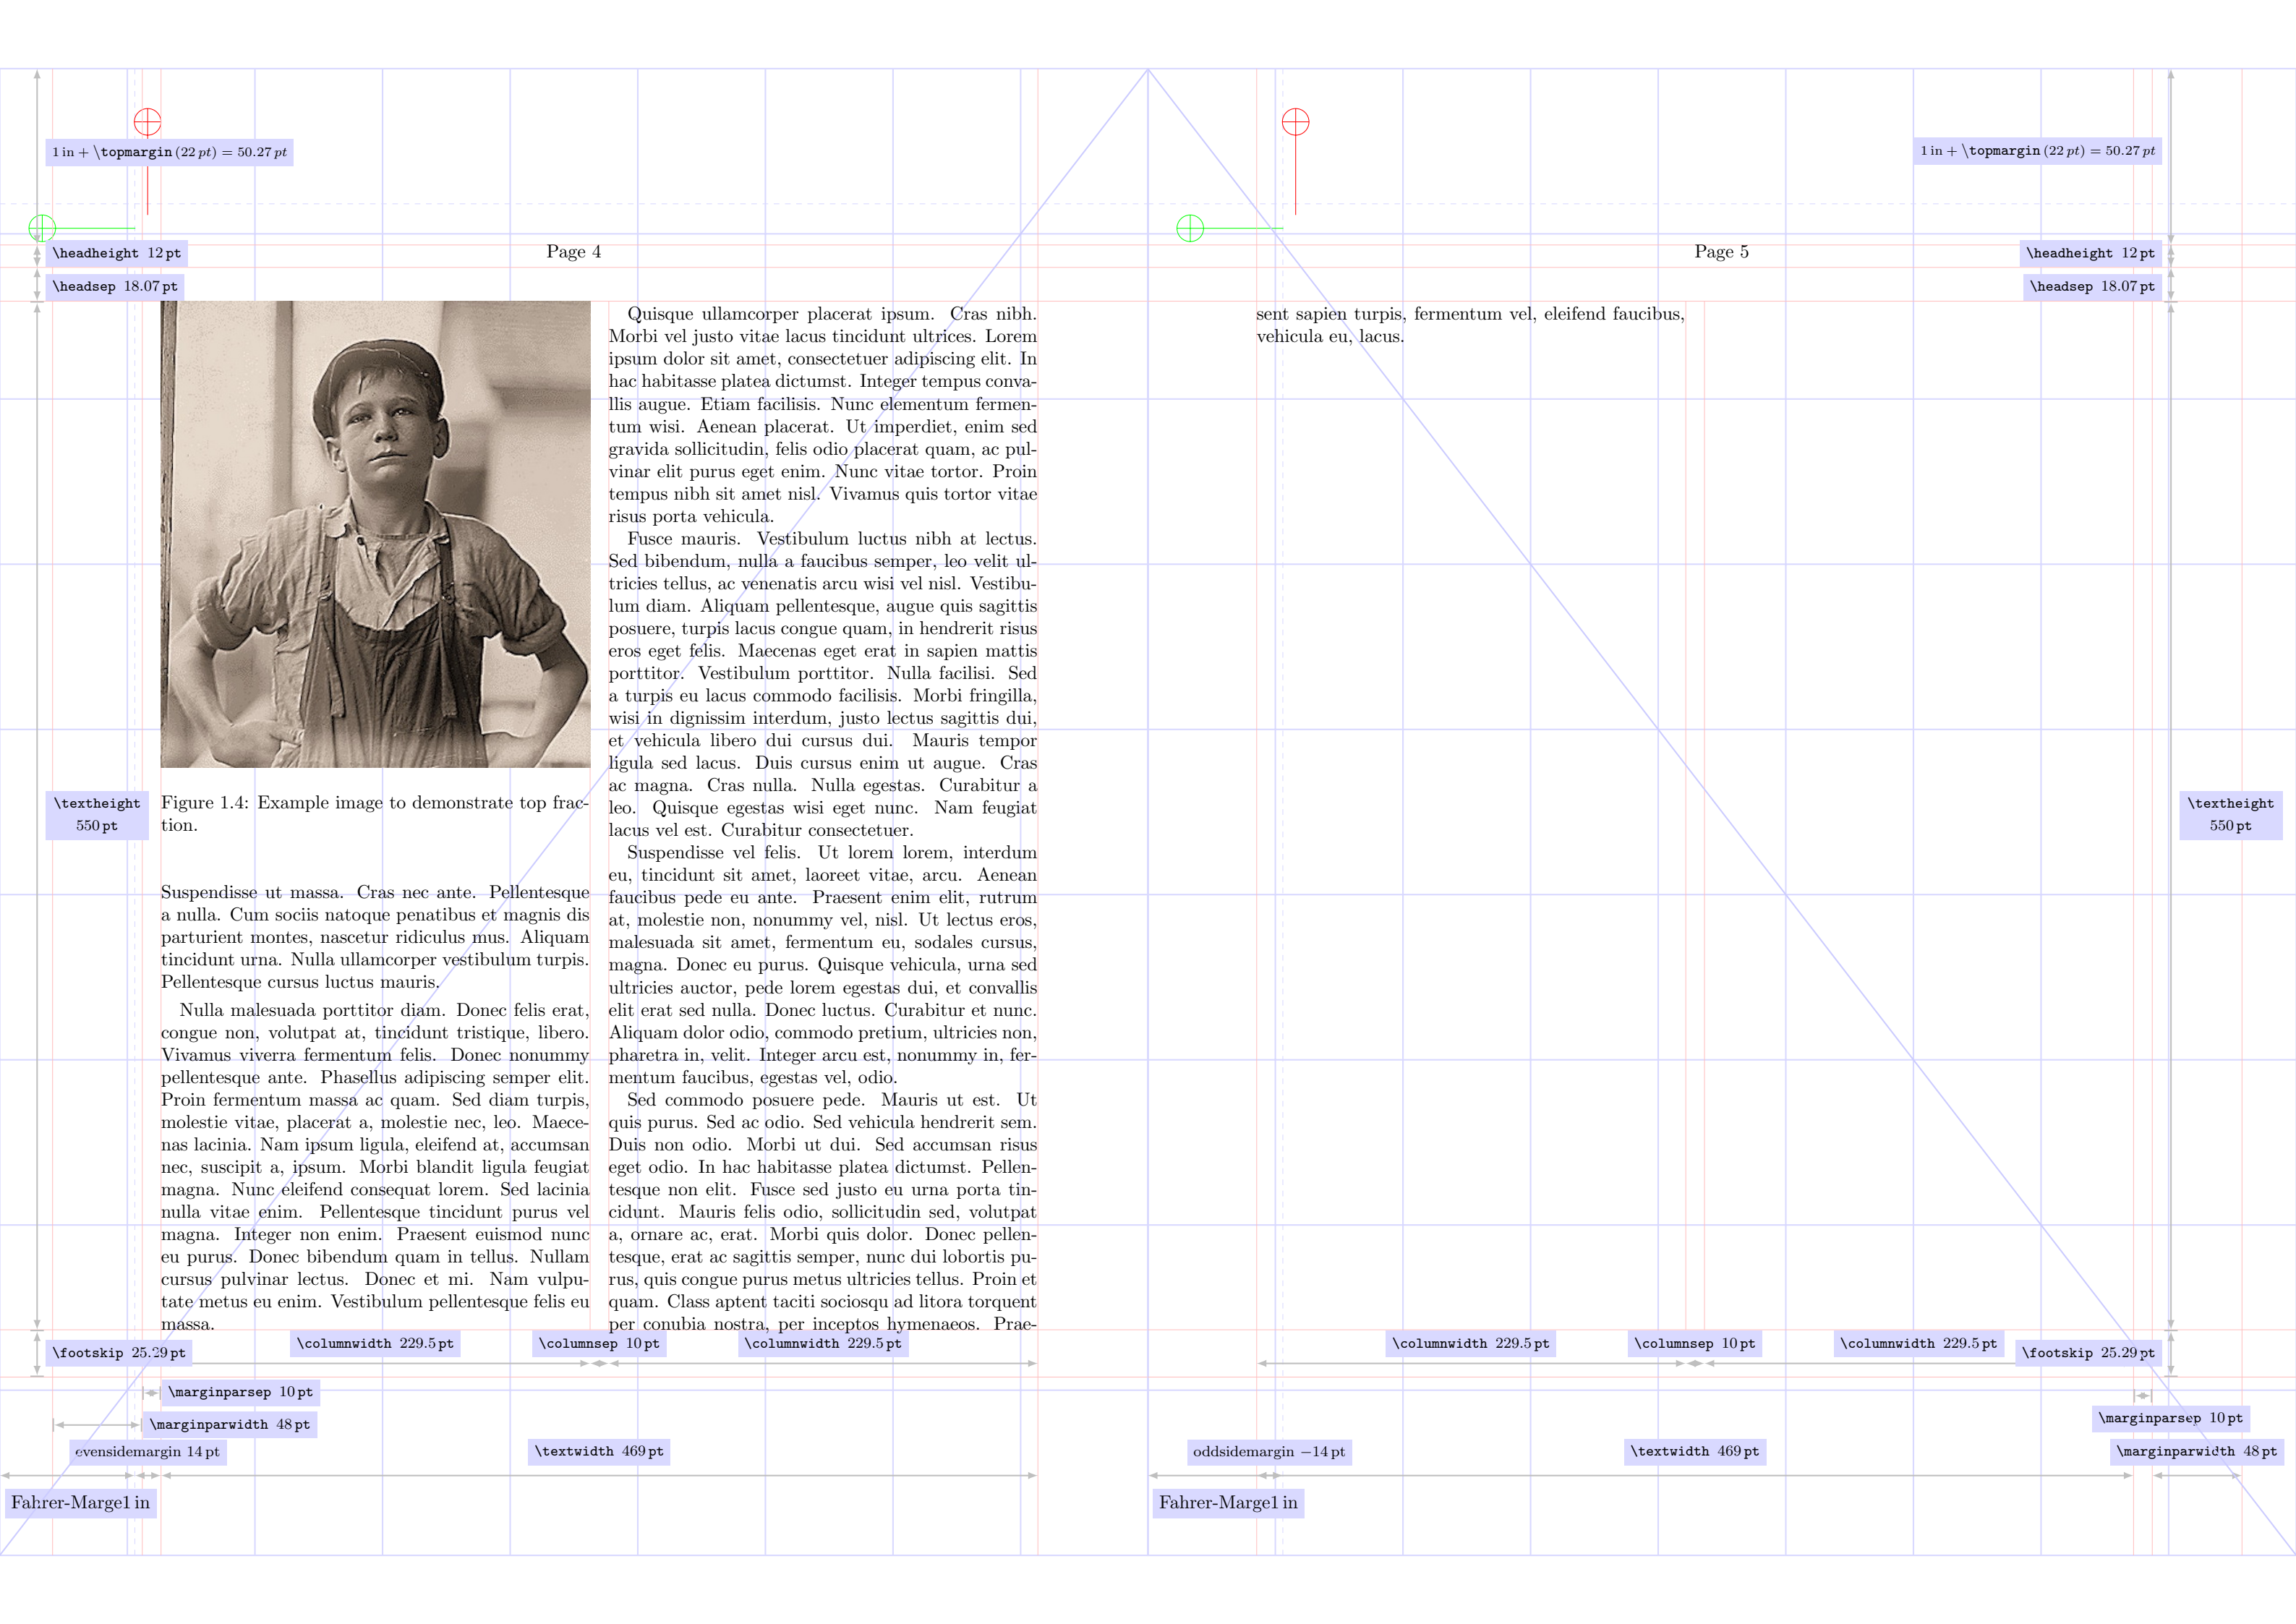 1 in + \topmargin (22 pt) = 50.27 pt
\headheight 12 pt
\headsep 18.07 pt
Page 4
Figure 1.4: Example image to demonstrate top frac-
tion.
\textheight
550 pt
Suspendisse ut massa. Cras nec ante. Pellentesque
a nulla. Cum sociis natoque penatibus et magnis dis
parturient montes, nascetur ridiculus mus. Aliquam
tincidunt urna. Nulla ullamcorper vestibulum turpis.
Pellentesque cursus luctus mauris.
Nulla malesuada porttitor diam. Donec felis erat,
congue non, volutpat at, tincidunt tristique, libero.
Vivamus viverra fermentum felis. Donec nonummy
pellentesque ante. Phasellus adipiscing semper elit.
Proin fermentum massa ac quam. Sed diam turpis,
molestie vitae, placerat a, molestie nec, leo. Maece-
nas lacinia. Nam ipsum ligula, eleifend at, accumsan
nec, suscipit a, ipsum. Morbi blandit ligula feugiat
magna. Nunc eleifend consequat lorem. Sed lacinia
nulla vitae enim. Pellentesque tincidunt purus vel
magna. Integer non enim. Praesent euismod nunc
eu purus. Donec bibendum quam in tellus. Nullam
cursus pulvinar lectus. Donec et mi. Nam vulpu-
tate metus eu enim. Vestibulum pellentesque felis eu
massa.
Quisque ullamcorper placerat ipsum. Cras nibh.
Morbi vel justo vitae lacus tincidunt ultrices. Lorem
ipsum dolor sit amet, consectetuer adipiscing elit. In
hac habitasse platea dictumst. Integer tempus conva-
llis augue. Etiam facilisis. Nunc elementum fermen-
tum wisi. Aenean placerat. Ut imperdiet, enim sed
gravida sollicitudin, felis odio placerat quam, ac pul-
vinar elit purus eget enim. Nunc vitae tortor. Proin
tempus nibh sit amet nisl. Vivamus quis tortor vitae
risus porta vehicula.
Fusce mauris. Vestibulum luctus nibh at lectus.
Sed bibendum, nulla a faucibus semper, leo velit ul-
tricies tellus, ac venenatis arcu wisi vel nisl. Vestibu-
lum diam. Aliquam pellentesque, augue quis sagittis
posuere, turpis lacus congue quam, in hendrerit risus
eros eget felis. Maecenas eget erat in sapien mattis
porttitor. Vestibulum porttitor. Nulla facilisi. Sed
a turpis eu lacus commodo facilisis. Morbi fringilla,
wisi in dignissim interdum, justo lectus sagittis dui,
et vehicula libero dui cursus dui. Mauris tempor
ligula sed lacus. Duis cursus enim ut augue. Cras
ac magna. Cras nulla. Nulla egestas. Curabitur a
leo. Quisque egestas wisi eget nunc. Nam feugiat
lacus vel est. Curabitur consectetuer.
Suspendisse vel felis. Ut lorem lorem, interdum
eu, tincidunt sit amet, laoreet vitae, arcu. Aenean
faucibus pede eu ante. Praesent enim elit, rutrum
at, molestie non, nonummy vel, nisl. Ut lectus eros,
malesuada sit amet, fermentum eu, sodales cursus,
magna. Donec eu purus. Quisque vehicula, urna sed
ultricies auctor, pede lorem egestas dui, et convallis
elit erat sed nulla. Donec luctus. Curabitur et nunc.
Aliquam dolor odio, commodo pretium, ultricies non,
pharetra in, velit. Integer arcu est, nonummy in, fer-
mentum faucibus, egestas vel, odio.
Sed commodo posuere pede. Mauris ut est. Ut
quis purus. Sed ac odio. Sed vehicula hendrerit sem.
Duis non odio. Morbi ut dui. Sed accumsan risus
eget odio. In hac habitasse platea dictumst. Pellen-
tesque non elit. Fusce sed justo eu urna porta tin-
cidunt. Mauris felis odio, sollicitudin sed, volutpat
a, ornare ac, erat. Morbi quis dolor. Donec pellen-
tesque, erat ac sagittis semper, nunc dui lobortis pu-
rus, quis congue purus metus ultricies tellus. Proin et
quam. Class aptent taciti sociosqu ad litora torquent
per conubia nostra, per inceptos hymenaeos. Prae-
\footskip 25.29 pt
\columnwidth 229.5 pt
\columnsep 10 pt
\columnwidth 229.5 pt
\marginparsep 10 pt
\marginparwidth 48 pt
evensidemargin 14 pt
\textwidth 469 pt
Fahrer-Marge1 in
1 in + \topmargin (22 pt) = 50.27 pt
Page 5
\headheight 12 pt
\headsep 18.07 pt
sent sapien turpis, fermentum vel, eleifend faucibus,
vehicula eu, lacus.
\textheight
550 pt
\columnwidth 229.5 pt
\columnsep 10 pt
\columnwidth 229.5 pt
\footskip 25.29 pt
\marginparsep 10 pt
oddsidemargin −14 pt
\textwidth 469 pt
\marginparwidth 48 pt
Fahrer-Marge1 in